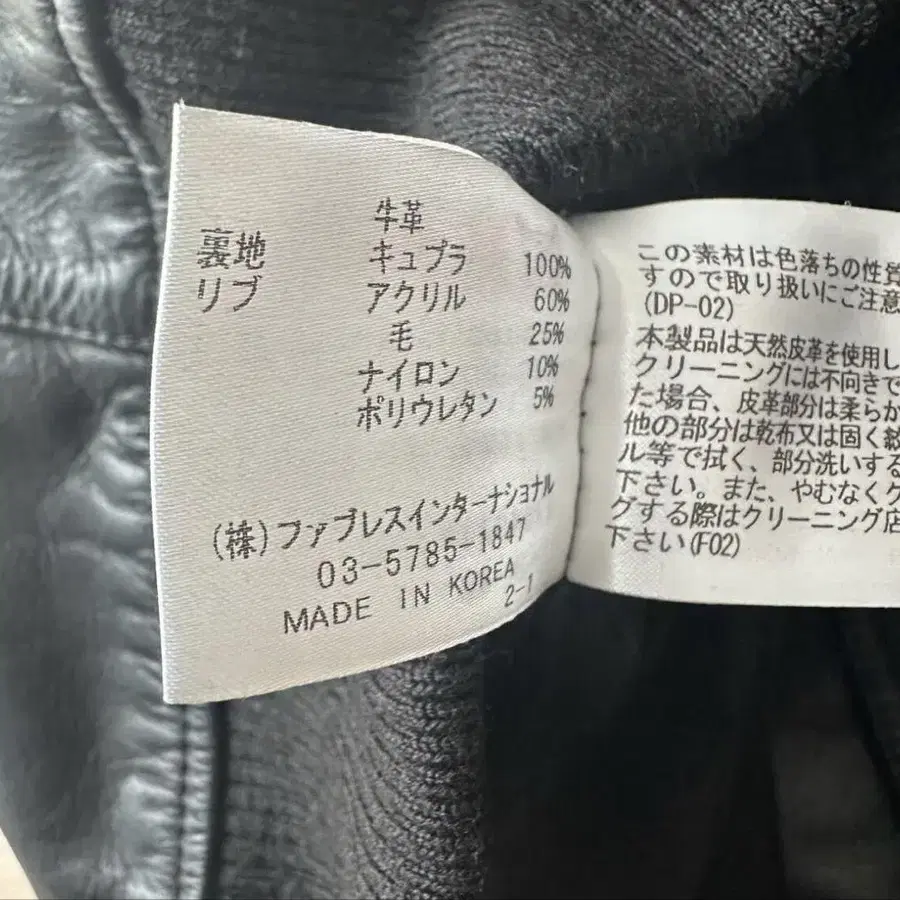 牛革
裏地 キュプラ 100%
リブ アクリル 60%
毛 25%
ナイロン 10%
ポリウレタン 5%
(株)ファブレスインターナショナル
03-5785-1847
MADE IN KOREA
2-1
この素材は色落ちの性質
すので取り扱いにご注意
(DP-02)
本製品は天然皮革を使用し
クリーニングには不向きで
た場合、皮革部分は柔らか
他の部分は乾布又は固く絞
ル等で拭く、部分洗いする
下さい。また、やむなくク
グする際はクリーニング店
下さい(F02)